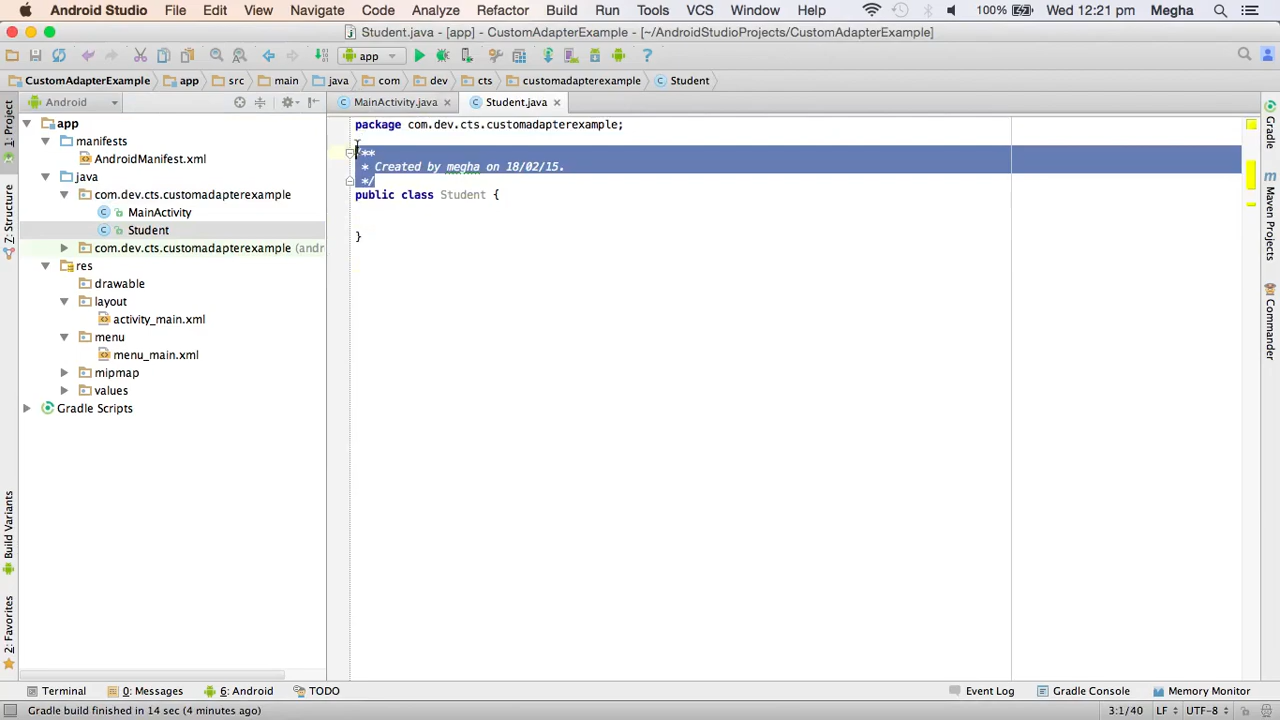 Android Studio File Edit View Navigate Code Analyze Refactor Build Run Tools VCS Window Help 100% Wed 12:21 pm Megha
Student.java - [app] - CustomAdapterExample - [~/AndroidStudioProjects/CustomAdapterExample]
app
CustomAdapterExample app src main java com dev cts customadapterexample Student
Android
MainActivity.java Student.java
1: Project
Z: Structure
Build Variants
2: Favorites
app
manifests
AndroidManifest.xml
java
com.dev.cts.customadapterexample
MainActivity
Student
com.dev.cts.customadapterexample (andr
res
drawable
layout
activity_main.xml
menu
menu_main.xml
mipmap
values
Gradle Scripts
package com.dev.cts.customadapterexample;
/**
* Created by megha on 18/02/15.
*/
public class Student {
}
Gradle
Maven Projects
Commander
Terminal 0: Messages 6: Android TODO Event Log Gradle Console Memory Monitor
Gradle build finished in 14 sec (4 minutes ago) 3:1/40 LF UTF-8